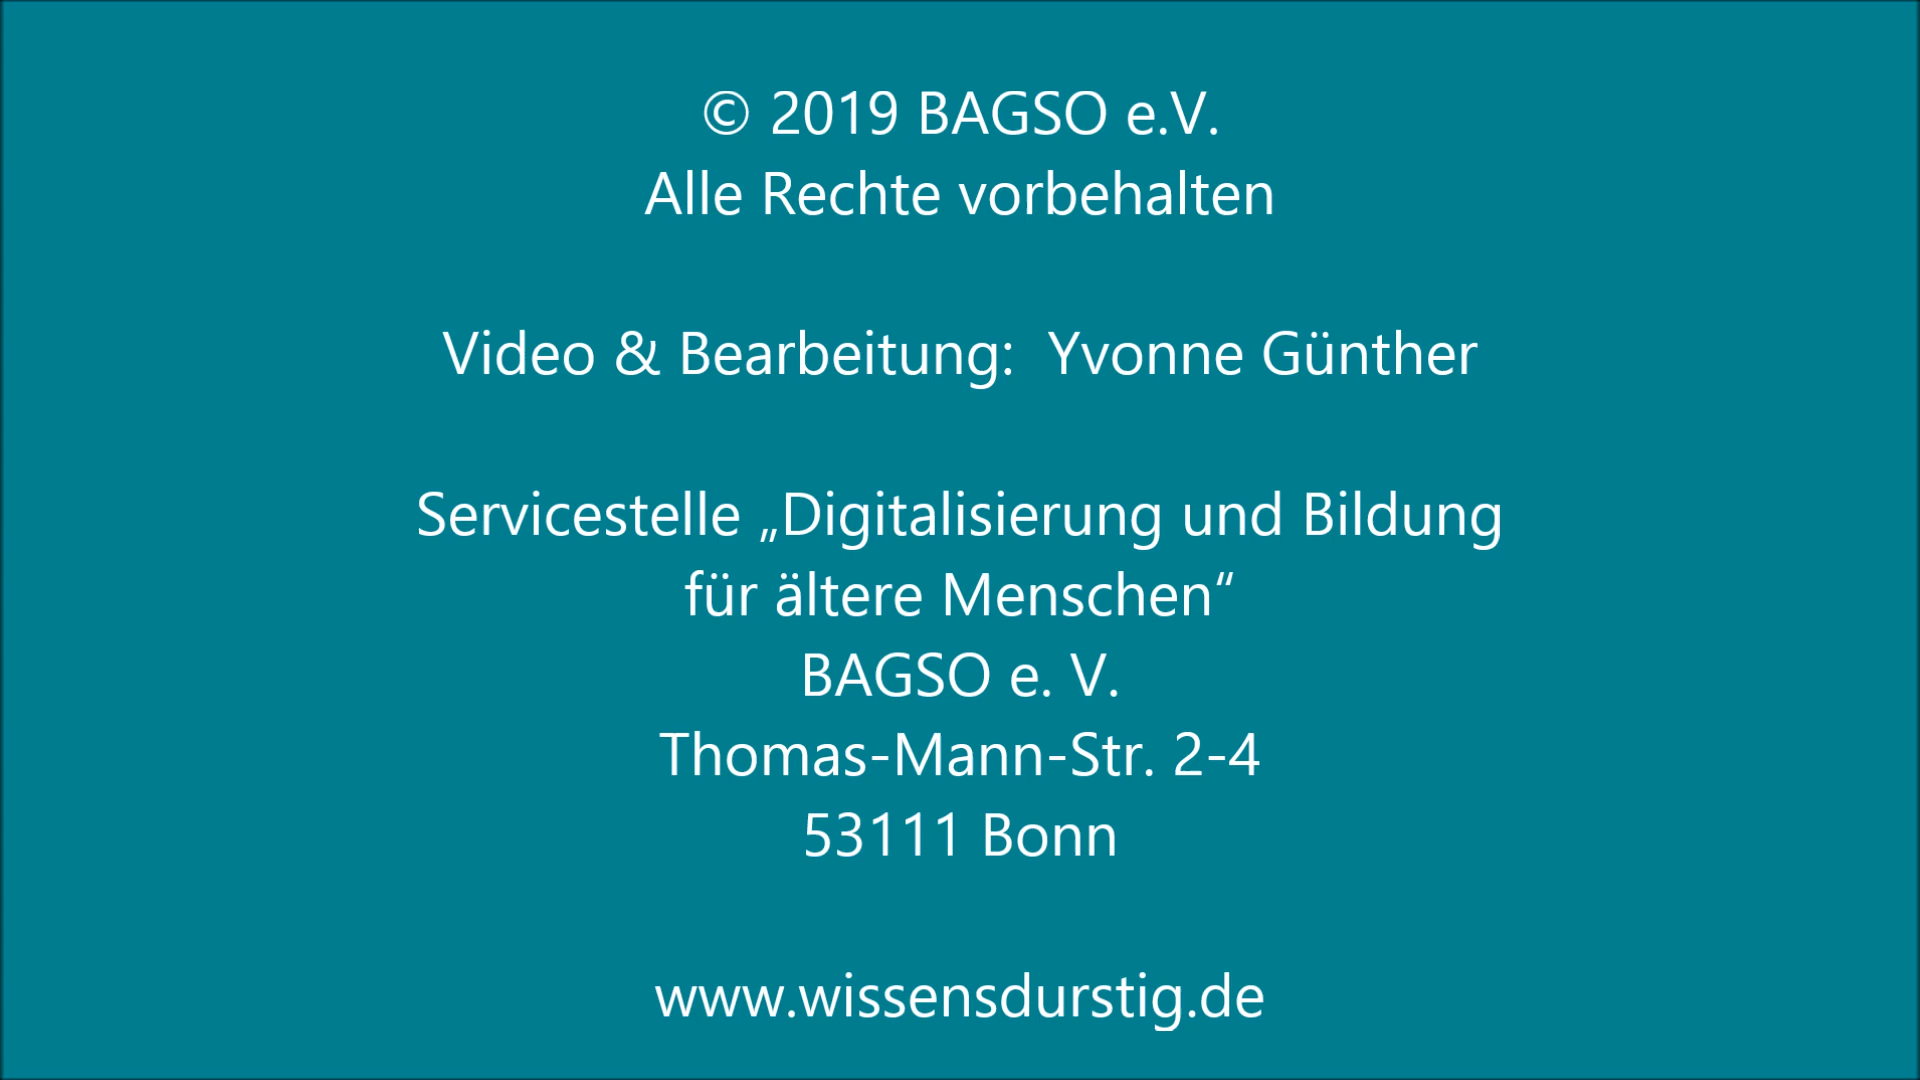 © 2019 BAGSO e.V.
Alle Rechte vorbehalten
Video & Bearbeitung:  Yvonne Günther
Servicestelle „Digitalisierung und Bildung
für ältere Menschen“
BAGSO e. V.
Thomas-Mann-Str. 2-4
53111 Bonn
www.wissensdurstig.de